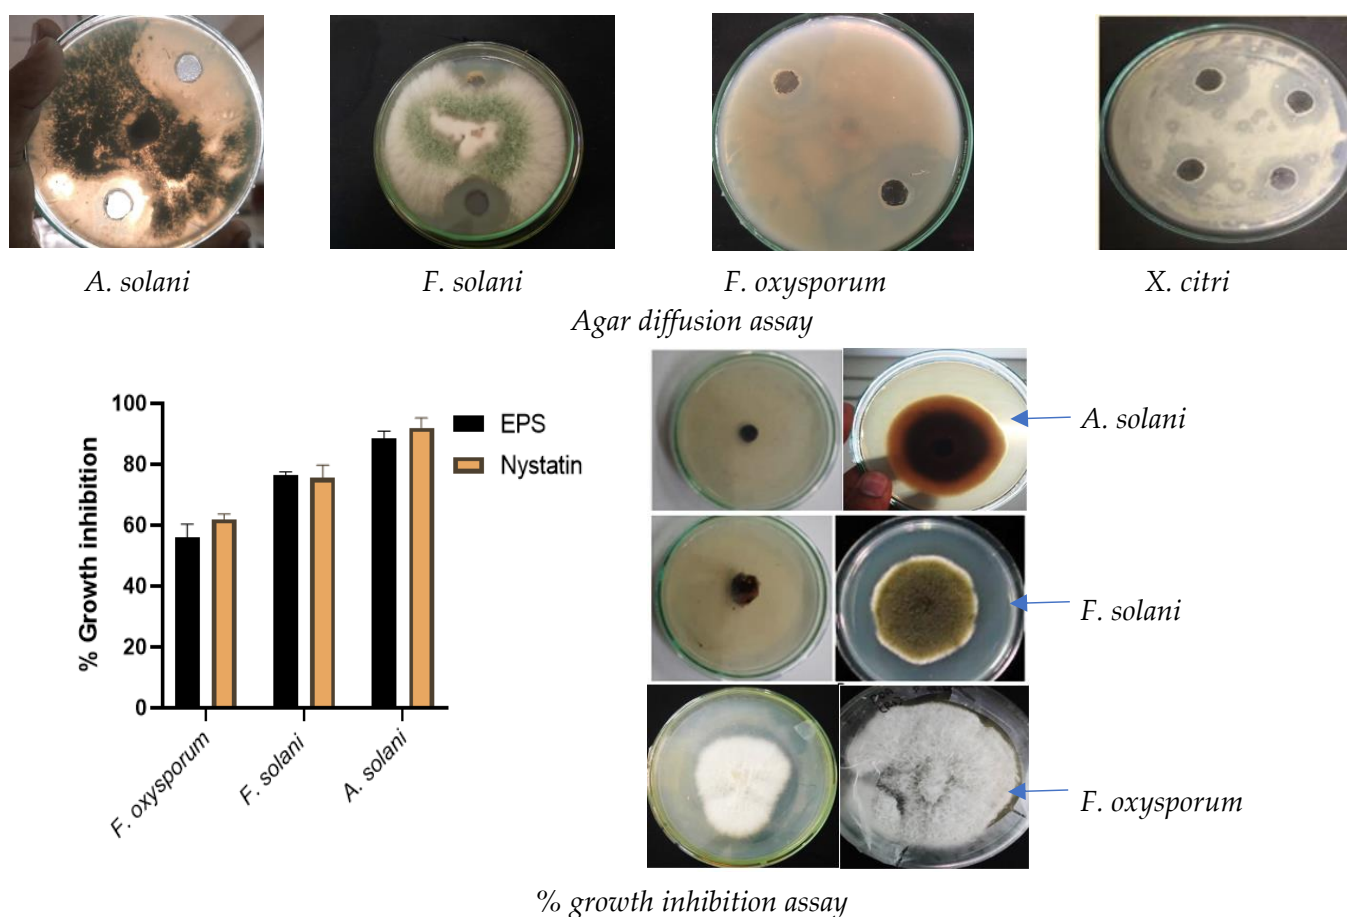 A. solani
F. solani
F. oxysporum
X. citri
Agar diffusion assay
% Growth inhibition
100
80
60
40
20
0
F. oxysporum
F. solani
A. solani
EPS
Nystatin
A. solani
F. solani
F. oxysporum
% growth inhibition assay